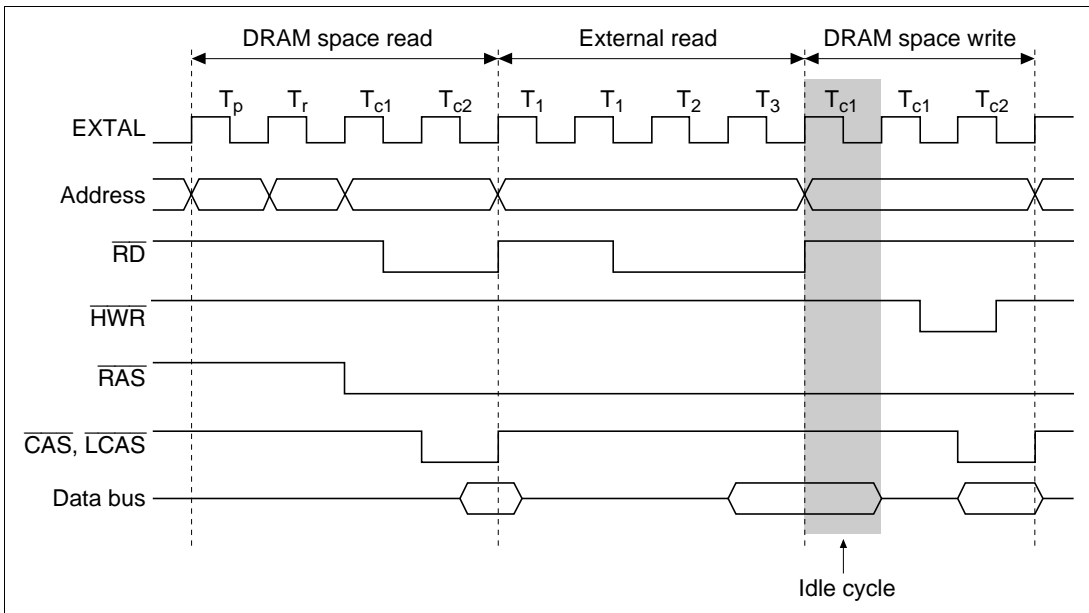 DRAM space read External read DRAM space write
Tp Tr Tc1 Tc2 T1 T1 T2 T3 Tc1 Tc1 Tc2
EXTAL
Address
RD
HWR
RAS
CAS, LCAS
Data bus
Idle cycle